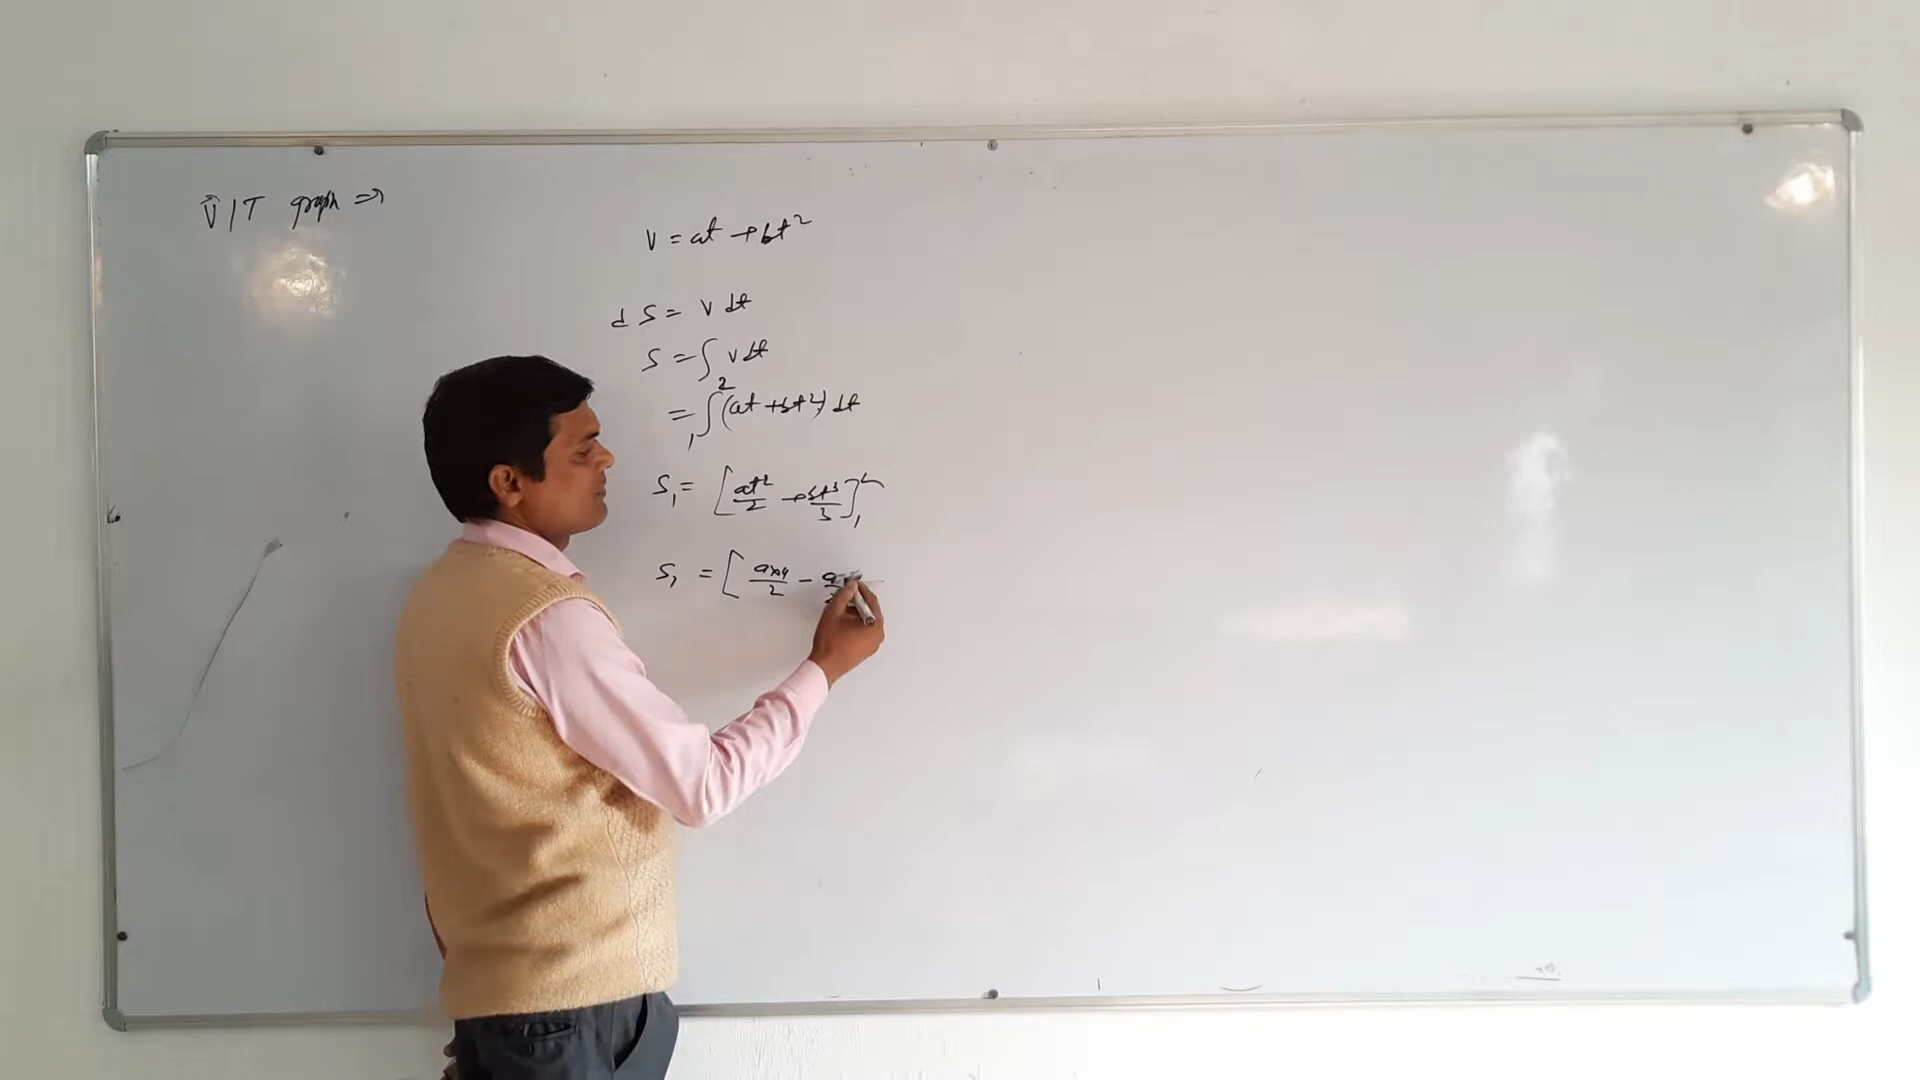 V⃗/T graph ⇒
V = at + bt²
dS = v dt
S = ∫ v dt
= ∫₁² (at + bt²) dt
S₁ = [at²/2 + bt³/3]₁²
S₁ = [a×4/2 - a